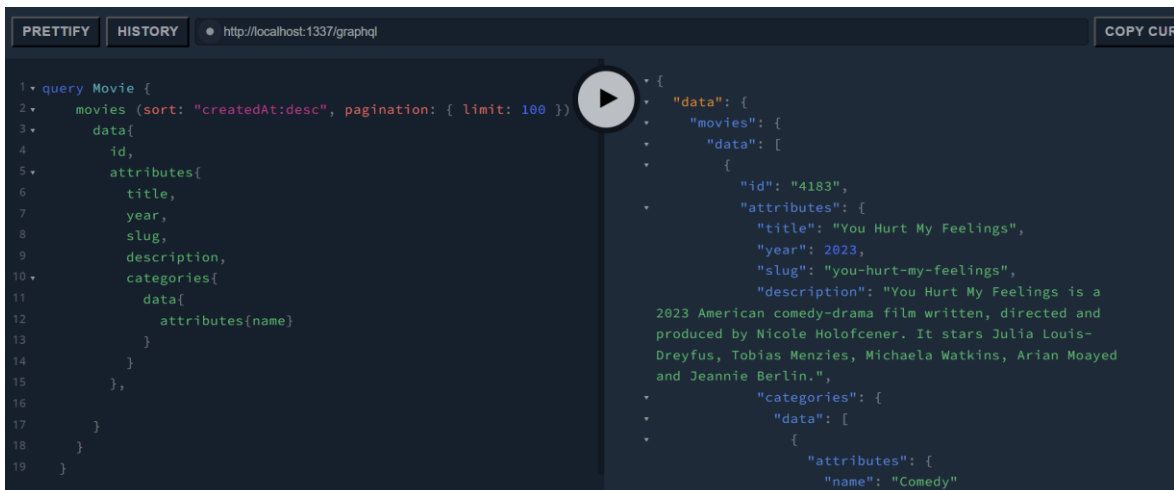 PRETTIFY HISTORY http://localhost:1337/graphql COPY CUR
1 query Movie {
2 movies (sort: "createdAt:desc", pagination: { limit: 100 })
3 data{
4 id,
5 attributes{
6 title,
7 year,
8 slug,
9 description,
10 categories{
11 data{
12 attributes{name}
13 }
14 }
15 },
16
17 }
18 }
19 }
{
"data": {
"movies": {
"data": [
{
"id": "4183",
"attributes": {
"title": "You Hurt My Feelings",
"year": 2023,
"slug": "you-hurt-my-feelings",
"description": "You Hurt My Feelings is a
2023 American comedy-drama film written, directed and
produced by Nicole Holofcener. It stars Julia Louis-
Dreyfus, Tobias Menzies, Michaela Watkins, Arian Moayed
and Jeannie Berlin.",
"categories": {
"data": [
{
"attributes": {
"name": "Comedy"